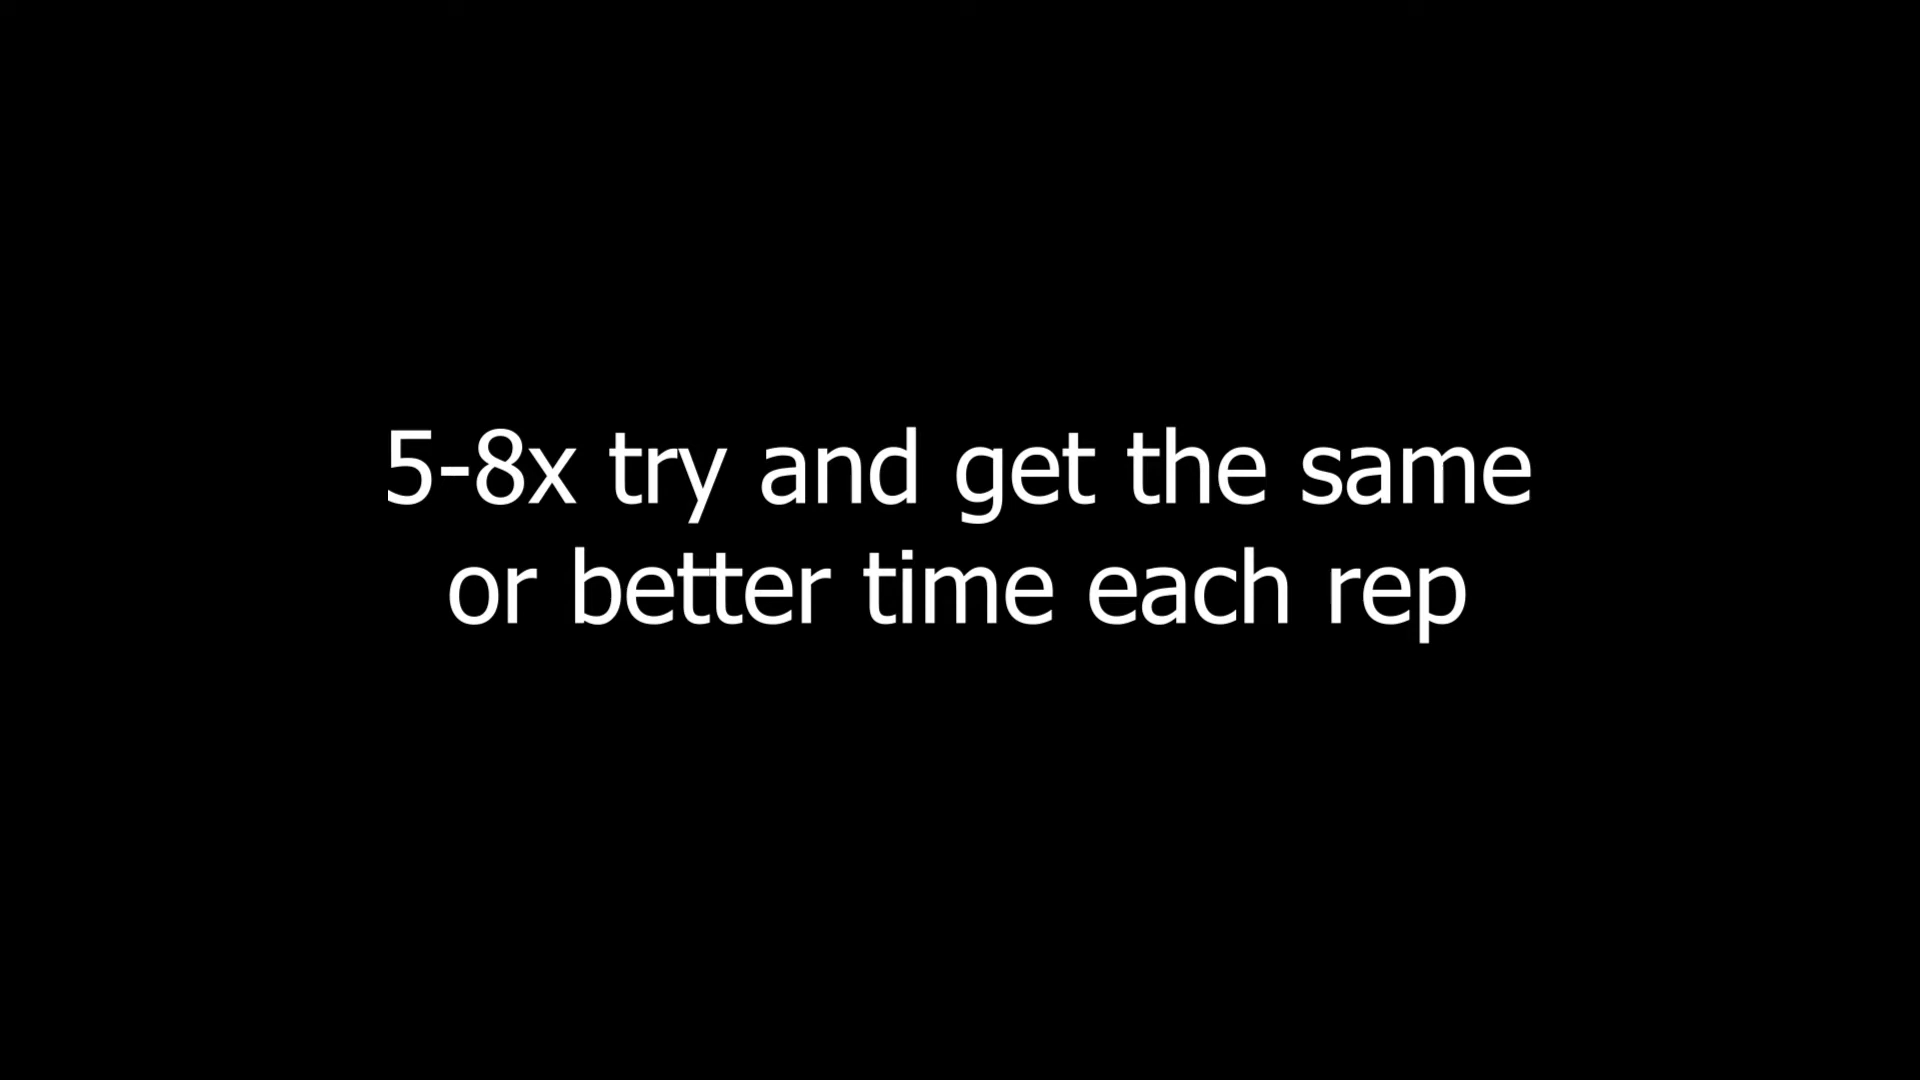 5-8x try and get the same
or better time each rep